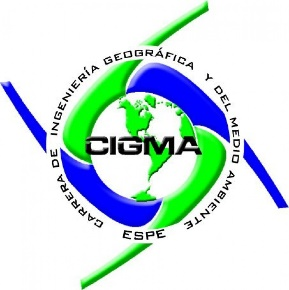 CARRERA DE INGENIERÍA GEOGRÁFICA Y DEL MEDIO AMBIENTE
CIGMA
ESPE